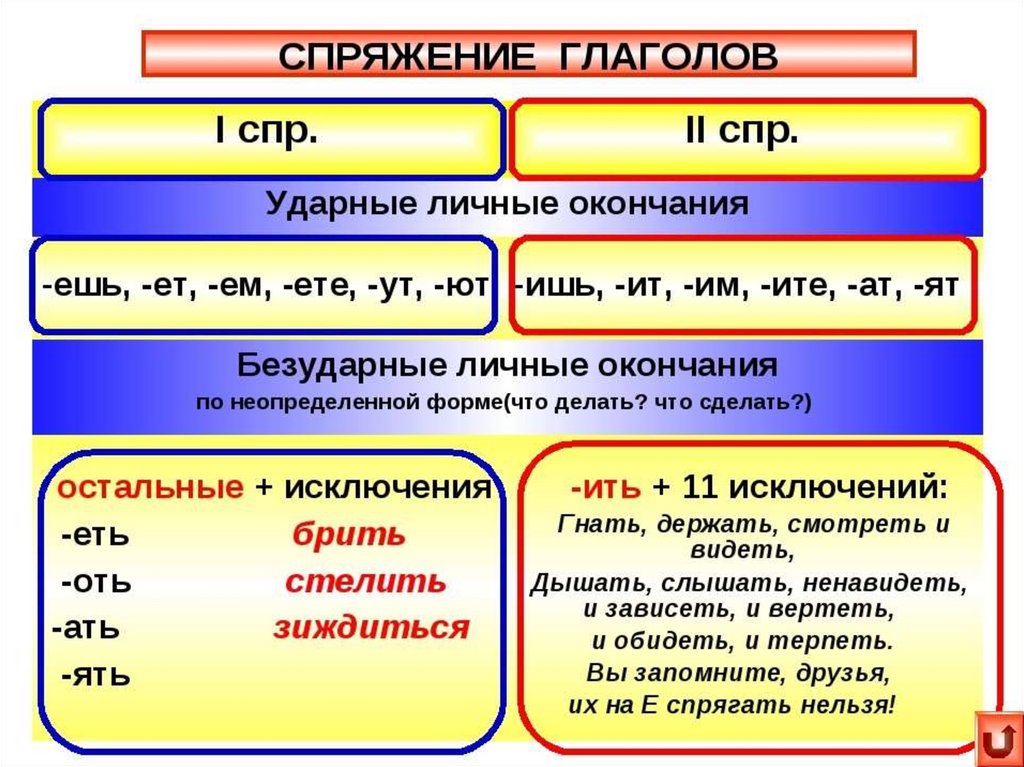 СПРЯЖЕНИЕ ГЛАГОЛОВ
I спр. II спр.
Ударные личные окончания
-ешь, -ет, -ем, -ете, -ут, -ют -ишь, -ит, -им, -ите, -ат, -ят
Безударные личные окончания
по неопределенной форме(что делать? что сделать?)
остальные + исключения
-еть брить
-оть стелить
-ать зиждиться
-ять
-ить + 11 исключений:
Гнать, держать, смотреть и
видеть,
Дышать, слышать, ненавидеть,
и зависеть, и вертеть,
и обидеть, и терпеть.
Вы запомните, друзья,
их на Е спрягать нельзя!